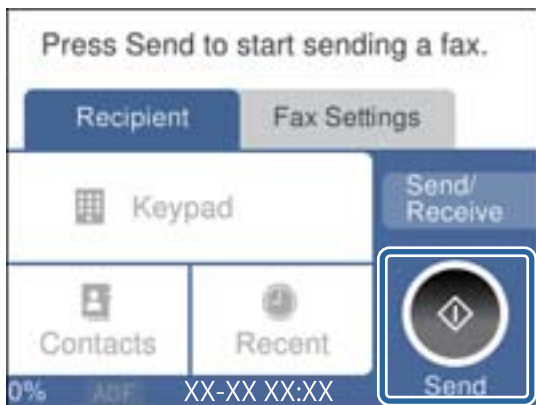 Press Send to start sending a fax.
Recipient
Fax Settings
Keypad
Send/
Receive
Contacts
Recent
Send
0%
ADF
XX-XX XX:XX